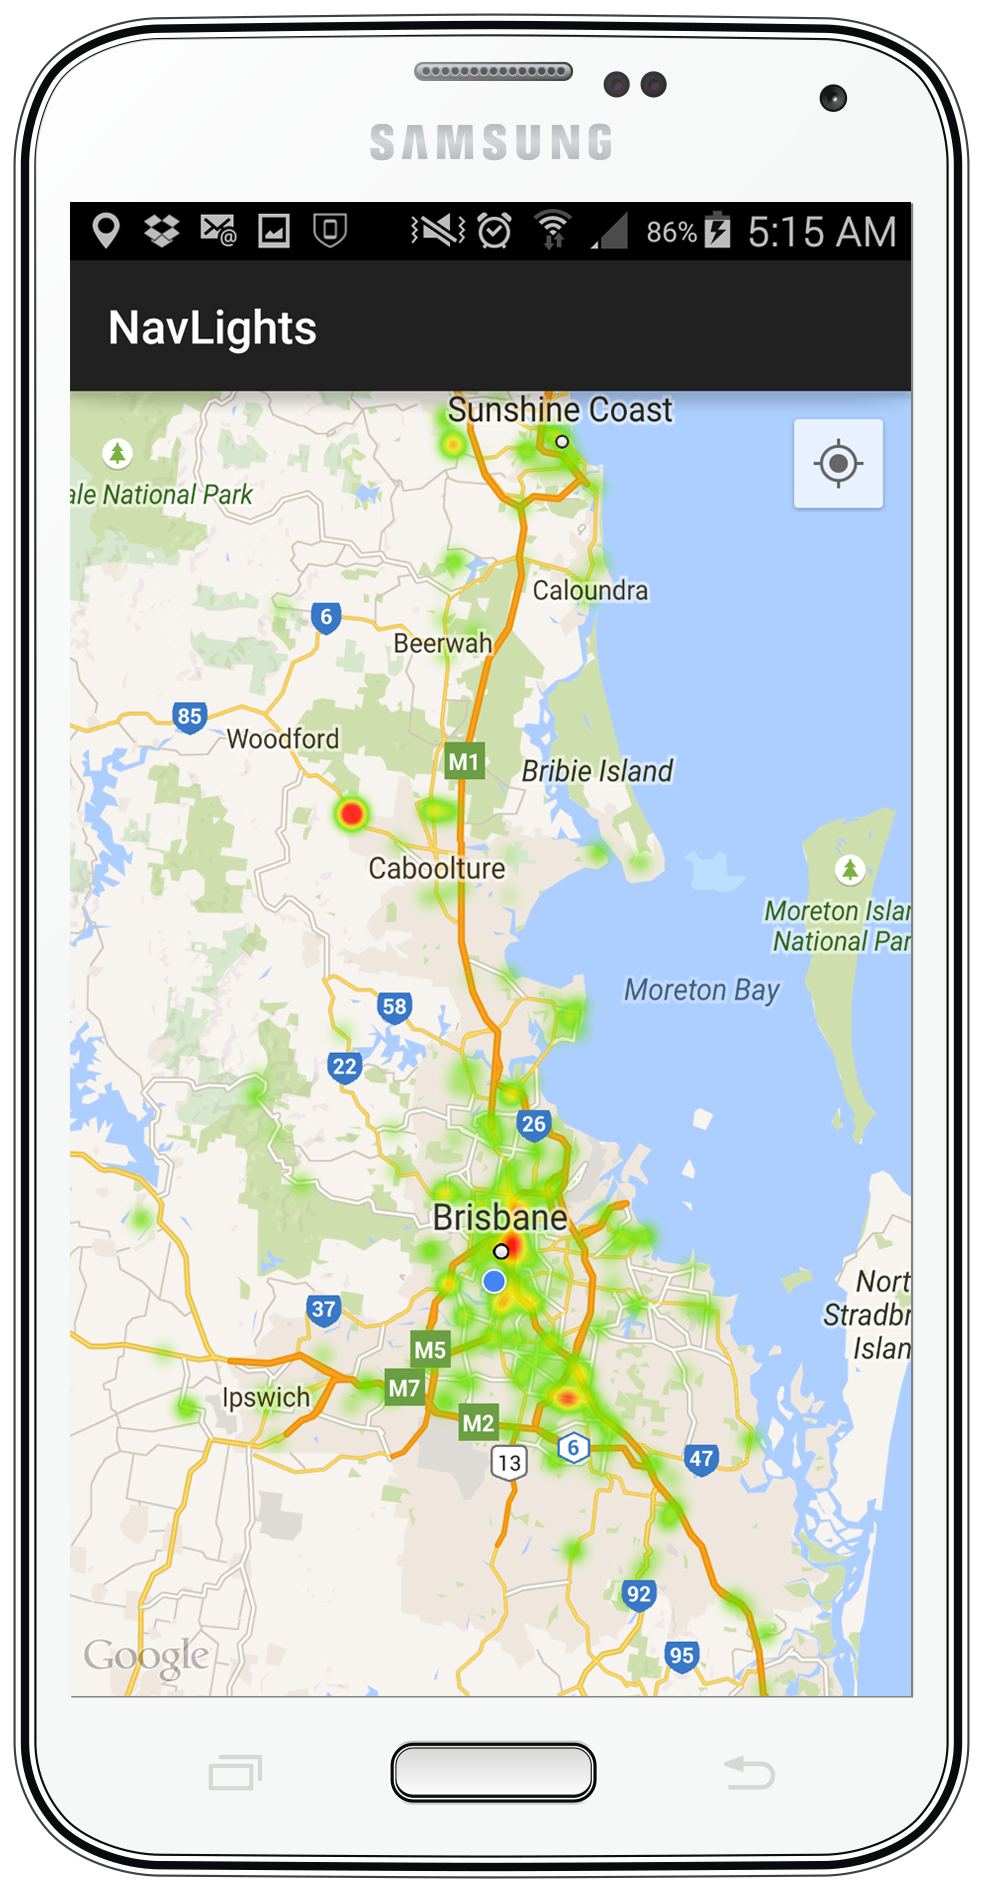 SAMSUNG
86% 5:15 AM
NavLights
Sunshine Coast
ale National Park
Caloundra
6
Beerwah
85
Woodford
M1
Bribie Island
Caboolture
Moreton Islar
National Par
Moreton Bay
58
22
26
Brisbane
Nort
Stradbr
Islan
37
M5
M7
Ipswich
M2
6
13
47
92
95
Google